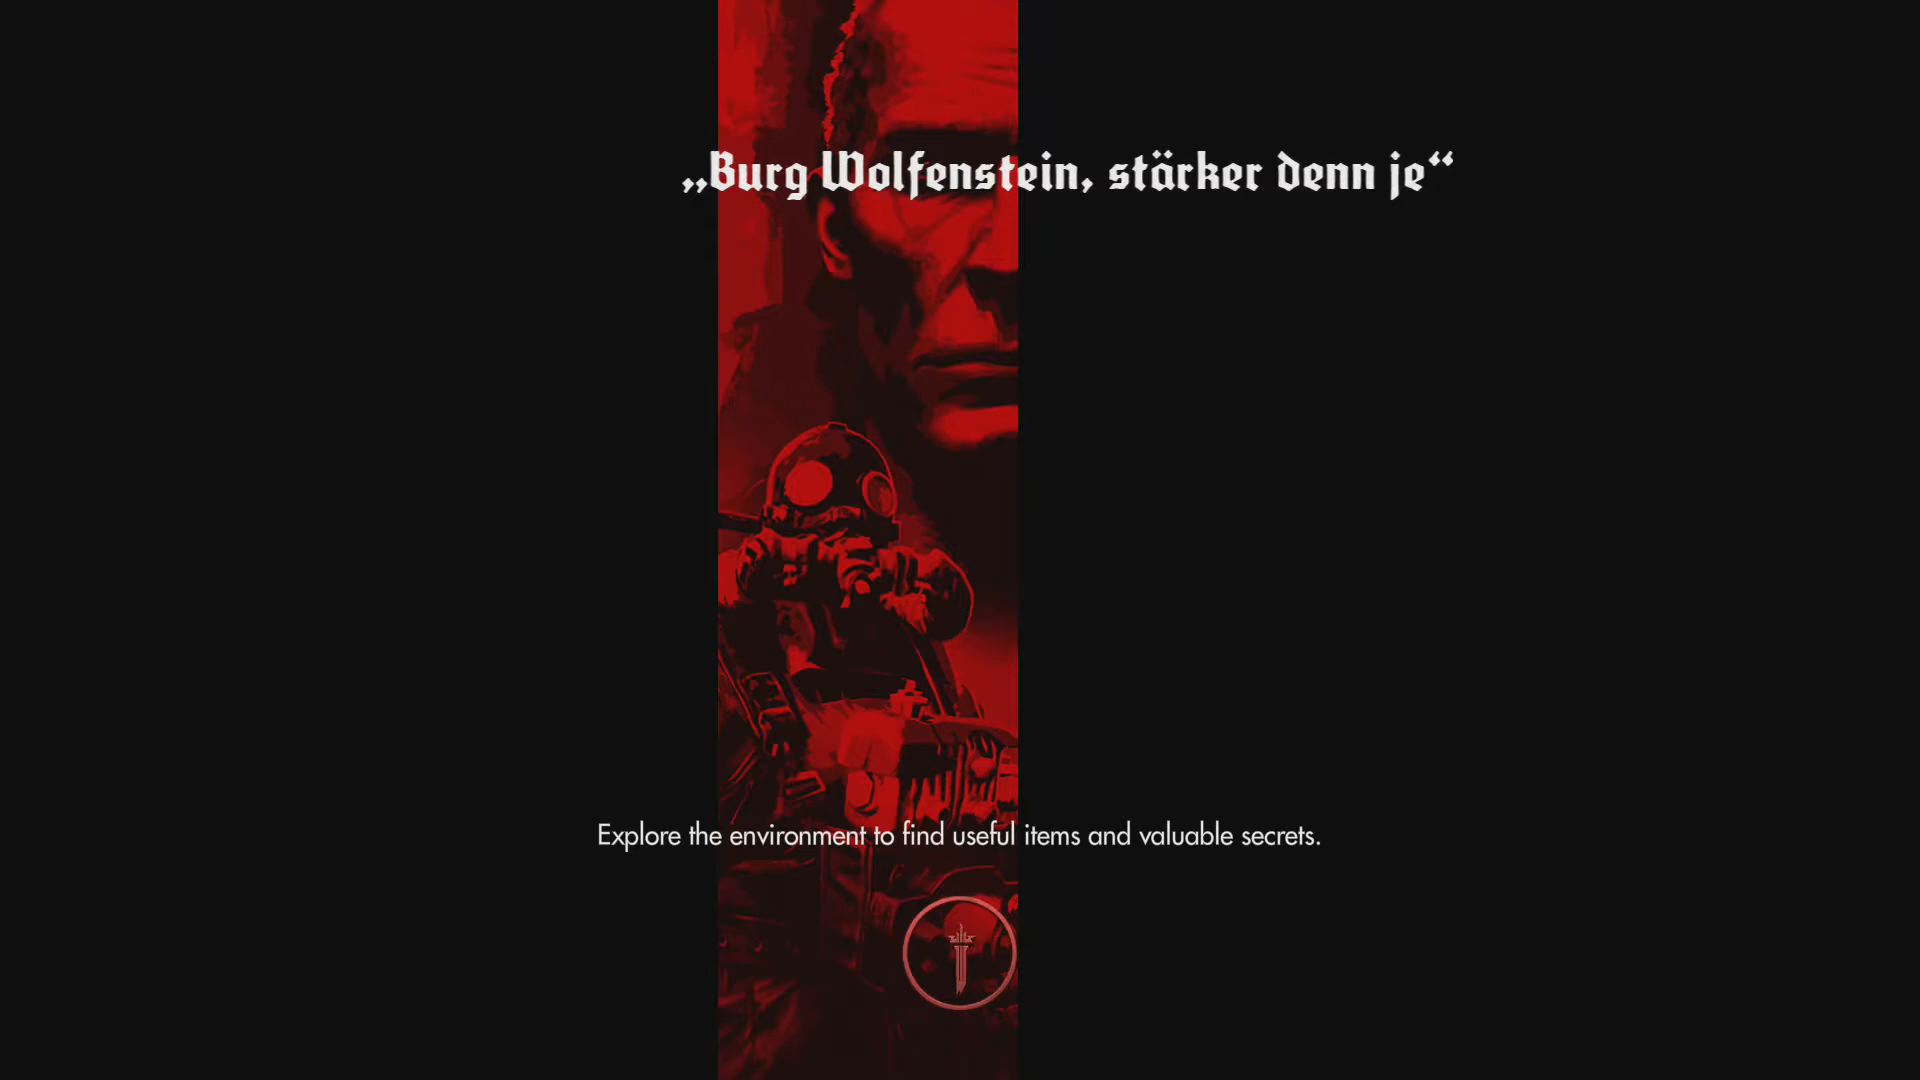 „Burg Wolfenstein, stärker denn je“
Explore the environment to find useful items and valuable secrets.